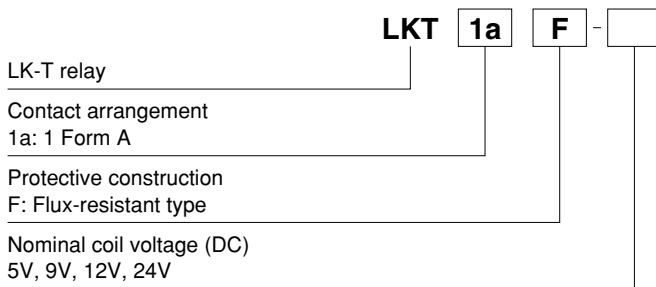 LKT 1a F -
LK-T relay
Contact arrangement
1a: 1 Form A
Protective construction
F: Flux-resistant type
Nominal coil voltage (DC)
5V, 9V, 12V, 24V